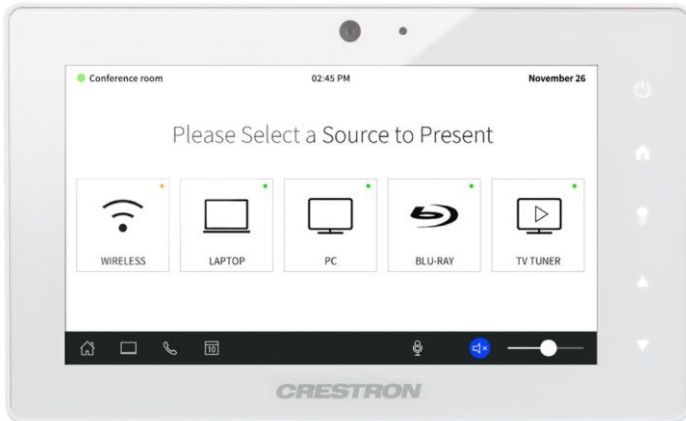 Conference room
02:45 PM
November 26
Please Select a Source to Present
WIRELESS
LAPTOP
PC
BLU-RAY
TV TUNER
10
CRESTRON